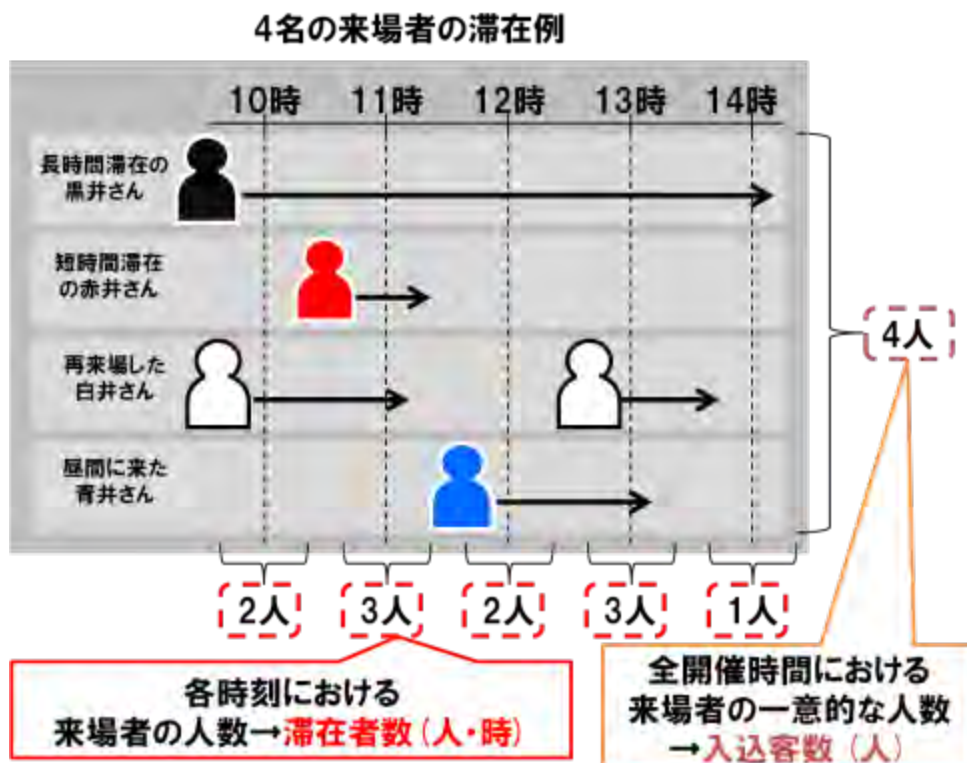 4名の来場者の滞在例
10時 11時 12時 13時 14時
長時間滞在の
黒井さん
短時間滞在
の赤井さん
再来場した
白井さん
昼間に来た
青井さん
4人
2人 3人 2人 3人 1人
各時刻における
来場者の人数→滞在者数(人・時)
全開催時間における
来場者の一意的な人数
→入込客数(人)